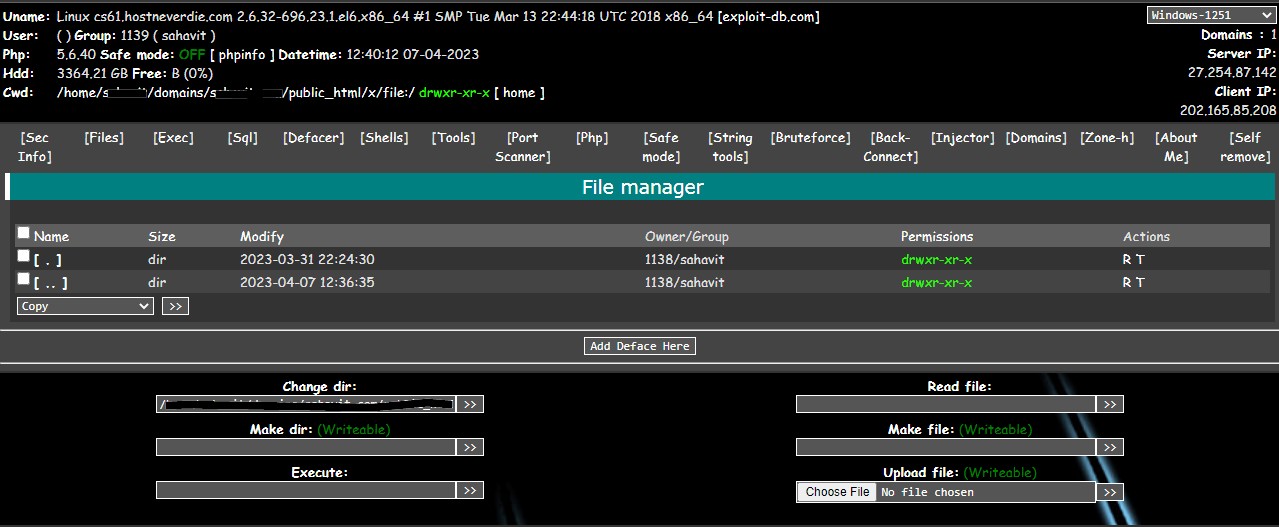 Uname: Linux cs61.hostneverdie.com 2.6.32-696.23.1.el6.x86_64 #1 SMP Tue Mar 13 22:44:18 UTC 2018 x86_64 [exploit-db.com]
Windows-1251
User: ( ) Group: 1139 ( sahavit )
Domains : 1
Php: 5.6.40 Safe mode: OFF [ phpinfo ] Datetime: 12:40:12 07-04-2023
Server IP:
Hdd: 3364.21 GB Free: B (0%)
27.254.87.142
Cwd: /home/ /domains/ /public_html/x/file:/ drwxr-xr-x [ home ]
Client IP:
202.165.85.208
[Sec Info] [Files] [Exec] [Sql] [Defacer] [Shells] [Tools] [Port Scanner] [Php] [Safe mode] [String tools] [Bruteforce] [Back-Connect] [Injector] [Domains] [Zone-h] [About Me] [Self remove]
File manager
Name Size Modify Owner/Group Permissions Actions
[ . ] dir 2023-03-31 22:24:30 1138/sahavit drwxr-xr-x R T
[ .. ] dir 2023-04-07 12:36:35 1138/sahavit drwxr-xr-x R T
Copy >>
Add Deface Here
Change dir:
>>
Read file:
>>
Make dir: (Writeable)
>>
Make file: (Writeable)
>>
Execute:
>>
Upload file: (Writeable)
Choose File No file chosen >>